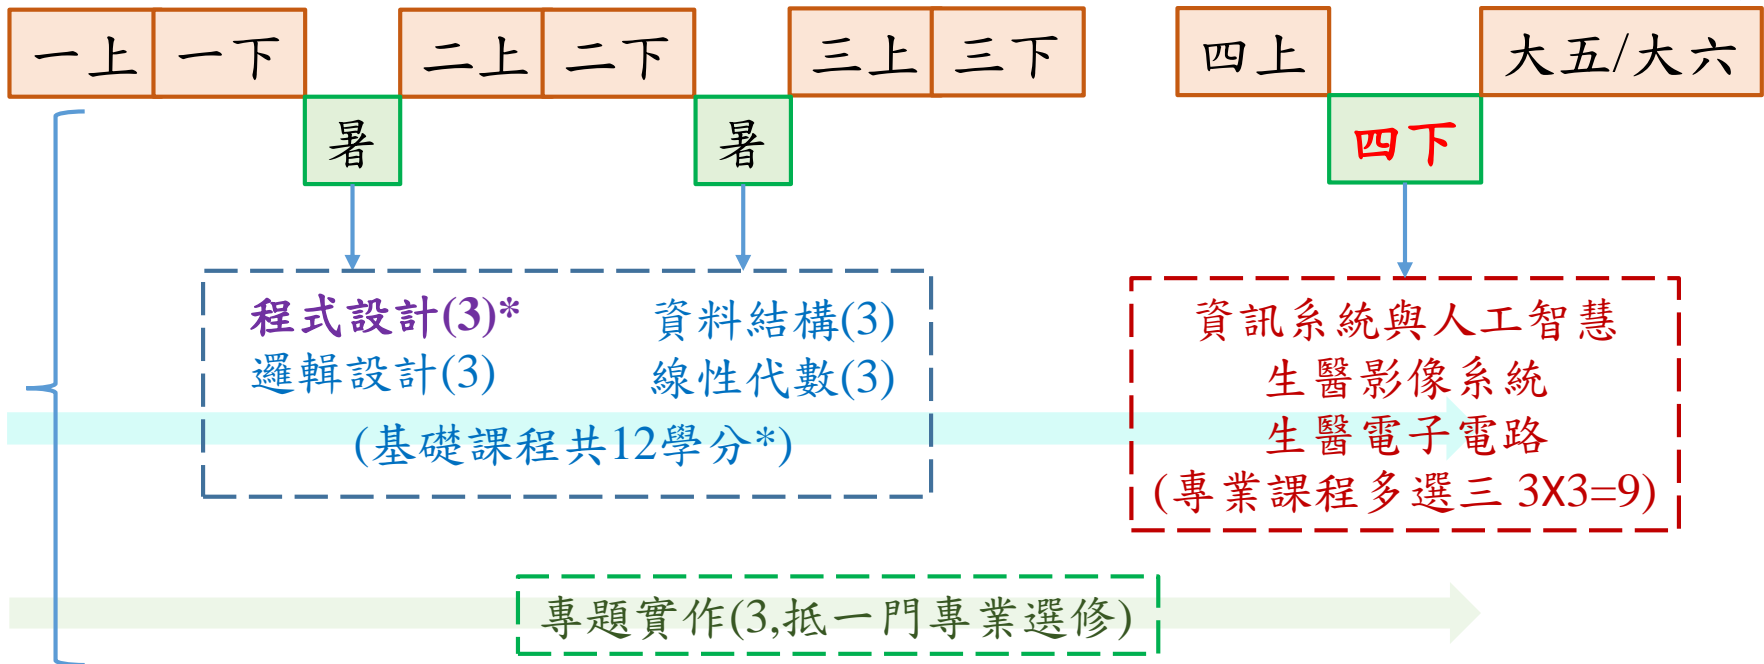 一上 一下 二上 二下 三上 三下 四上 大五/大六
暑 暑 四下
程式設計(3)* 資料結構(3)
邏輯設計(3) 線性代數(3)
(基礎課程共12學分*)
資訊系統與人工智慧
生醫影像系統
生醫電子電路
(專業課程多選三 3X3=9)
專題實作(3,抵一門專業選修)